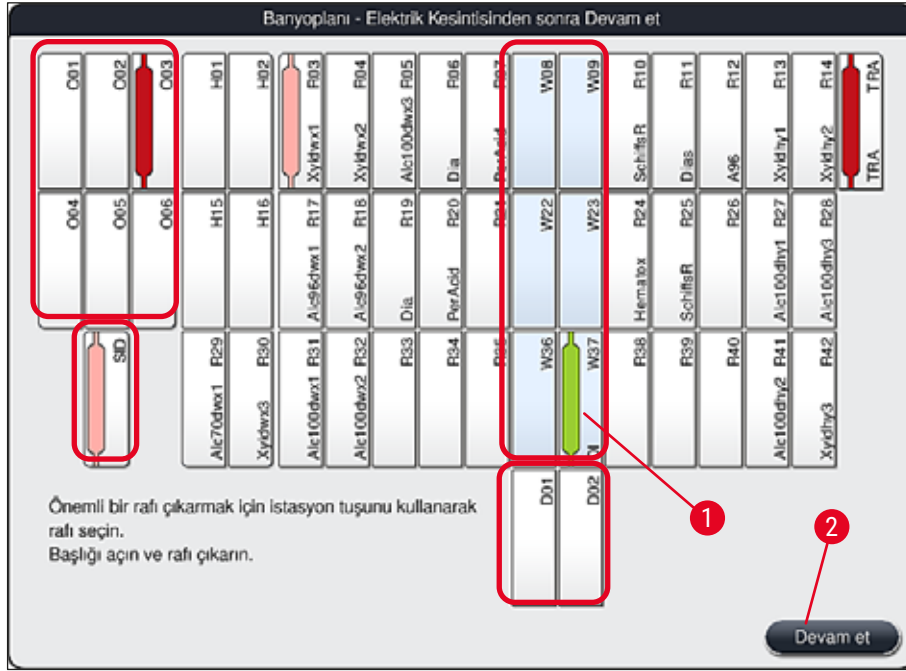 Banyoplanı - Elektrik Kesintisinden sonra Devam et
O01
O02
O03
H01
H02
R03 Xyldwx1
R04 Xyldwx2
R05 Alc100dwx3
R06 Dia
R07 PerAcid
W08
W09
R10 SchiffsR
R11 Dias
R12 A96
R13 Xyldhy1
R14 Xyldhy2
TRA TRA
O04
O05
O06
H15
H16
R17 Alc96dwx1
R18 Alc96dwx2
R19 Dia
R20 PerAcid
R21
W22
W23
R24 Hematox
R25 SchiffsR
R26
R27 Alc100dhy1
R28 Alc100dhy3
SID
R29 Alc70dwx1
R30 Xyldwx3
R31 Alc100dwx1
R32 Alc100dwx2
R33
R34
R35
W36
W37 DI
R38
R39
R40
R41 Alc100dhy2
R42 Xyldhy3
D01
D02
1
Önemli bir rafı çıkarmak için istasyon tuşunu kullanarak
rafı seçin.
Başlığı açın ve rafı çıkarın.
2
Devam et